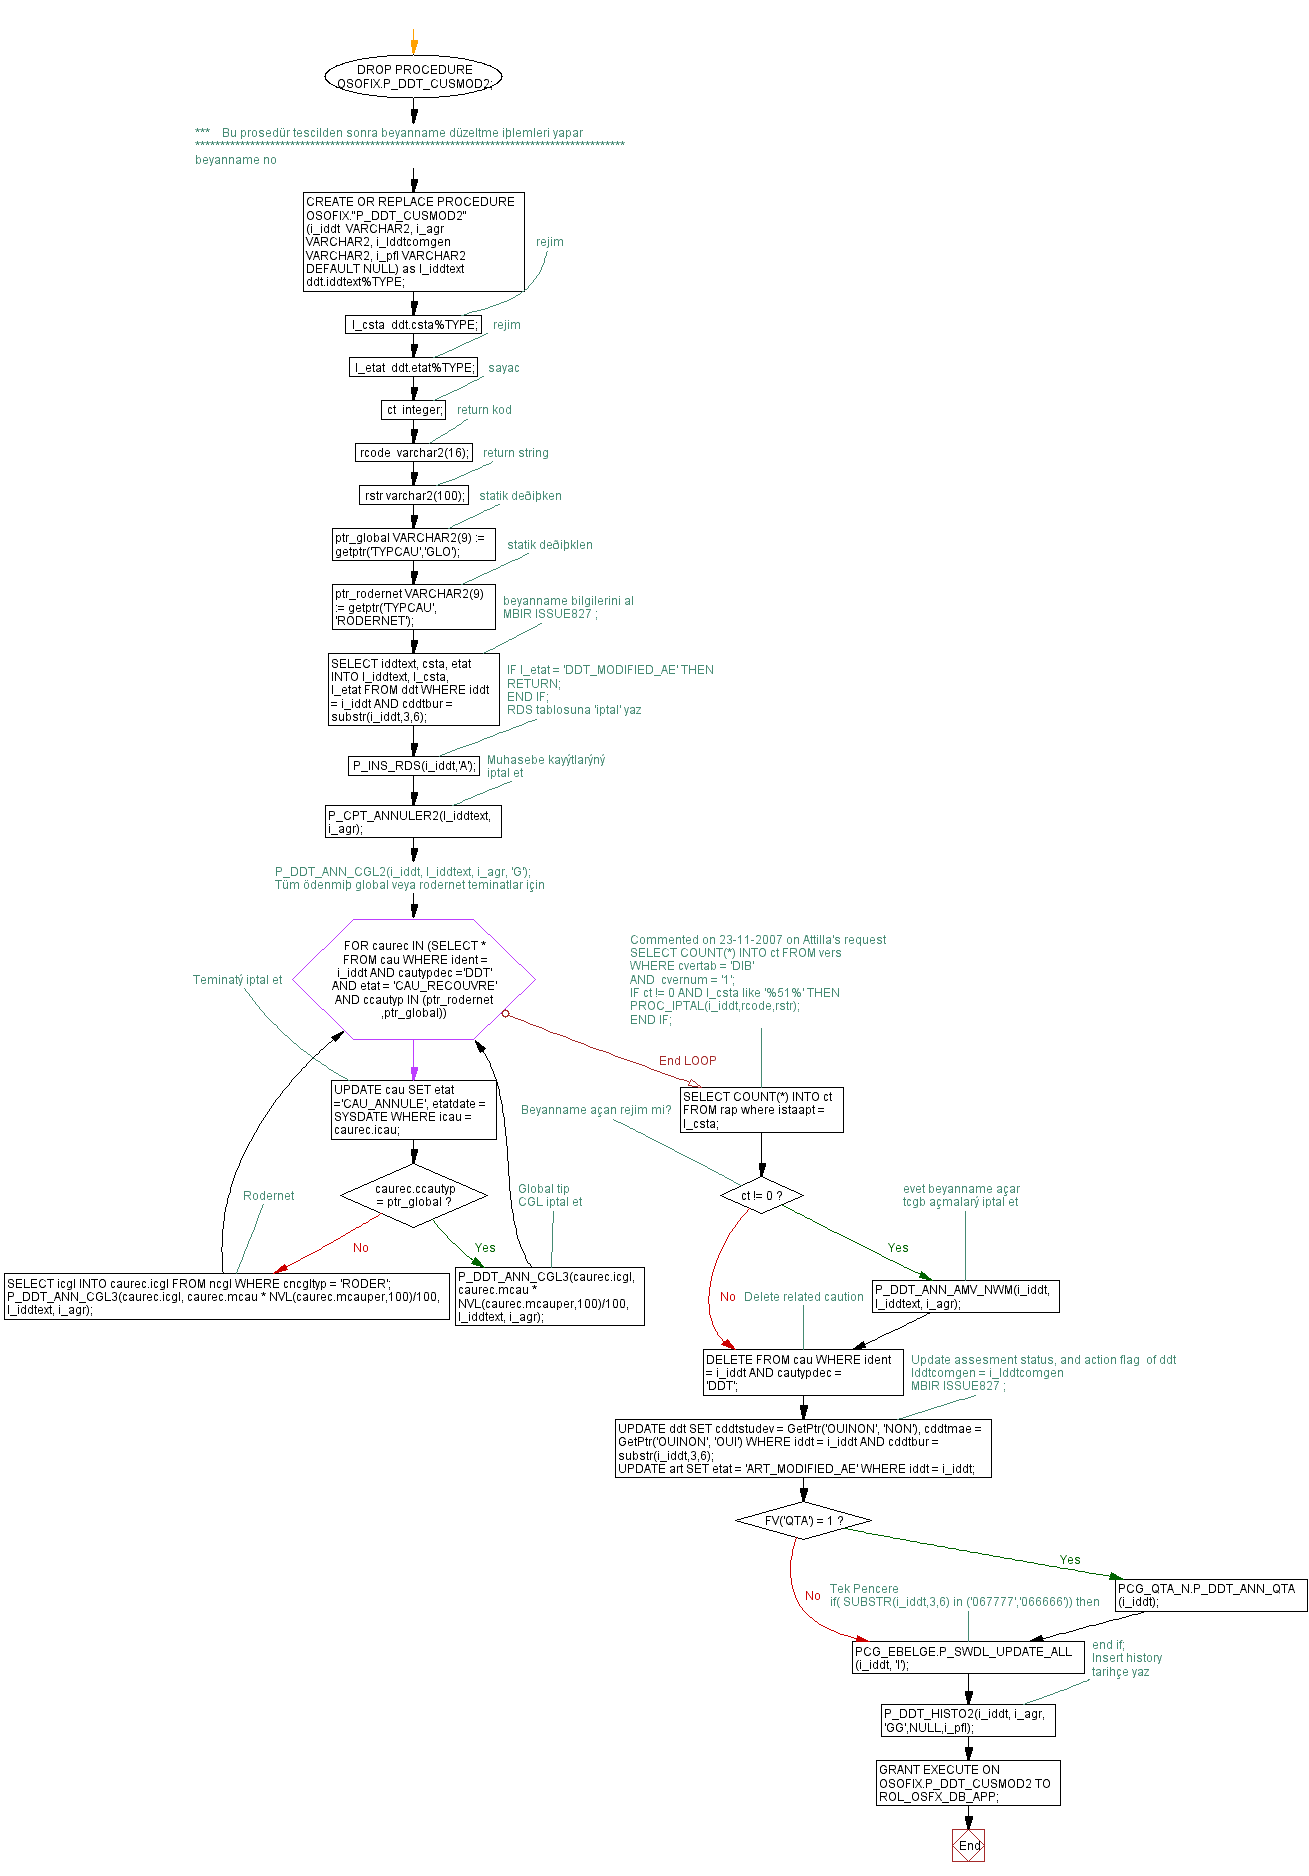 DROP PROCEDURE
OSOFIX.P_DDT_CUSMOD2;
*** Bu prosedür tescilden sonra beyanname düzeltme iþlemleri yapar
**************************************************************************************
beyanname no
CREATE OR REPLACE PROCEDURE
OSOFIX."P_DDT_CUSMOD2"
(i_iddt VARCHAR2, i_agr
VARCHAR2, i_lddtcomgen
VARCHAR2, i_pfl VARCHAR2
DEFAULT NULL) as l_iddtext
ddt.iddtext%TYPE;
rejim
l_csta ddt.csta%TYPE;
rejim
l_etat ddt.etat%TYPE;
sayac
ct integer;
return kod
rcode varchar2(16);
return string
rstr varchar2(100);
statik deðiþken
ptr_global VARCHAR2(9) :=
getptr('TYPCAU','GLO');
statik deðiþklen
ptr_rodernet VARCHAR2(9)
:= getptr('TYPCAU',
'RODERNET');
beyanname bilgilerini al
MBIR ISSUE827 ;
SELECT iddtext, csta, etat
INTO l_iddtext, l_csta,
l_etat FROM ddt WHERE iddt
= i_iddt AND cddtbur =
substr(i_iddt,3,6);
IF l_etat = 'DDT_MODIFIED_AE' THEN
RETURN;
END IF;
RDS tablosuna 'iptal' yaz
P_INS_RDS(i_iddt,'A');
Muhasebe kayýtlarýný
iptal et
P_CPT_ANNULER2(l_iddtext,
i_agr);
P_DDT_ANN_CGL2(i_iddt, l_iddtext, i_agr, 'G');
Tüm ödenmiþ global veya rodernet teminatlar için
FOR caurec IN (SELECT *
FROM cau WHERE ident =
i_iddt AND cautypdec ='DDT'
AND etat = 'CAU_RECOUVRE'
AND ccautyp IN (ptr_rodernet
,ptr_global))
Teminatý iptal et
End LOOP
Commented on 23-11-2007 on Attilla's request
SELECT COUNT(*) INTO ct FROM vers
WHERE cvertab = 'DIB'
AND cvernum = '1';
IF ct != 0 AND l_csta like '%51%' THEN
PROC_IPTAL(i_iddt,rcode,rstr);
END IF;
UPDATE cau SET etat
='CAU_ANNULE', etatdate =
SYSDATE WHERE icau =
caurec.icau;
caurec.ccautyp
= ptr_global ?
No
Yes
Rodernet
SELECT icgl INTO caurec.icgl FROM ncgl WHERE cncgltyp = 'RODER';
P_DDT_ANN_CGL3(caurec.icgl, caurec.mcau * NVL(caurec.mcauper,100)/100,
l_iddtext, i_agr);
Global tip
CGL iptal et
P_DDT_ANN_CGL3(caurec.icgl,
caurec.mcau *
NVL(caurec.mcauper,100)/100,
l_iddtext, i_agr);
SELECT COUNT(*) INTO ct
FROM rap where istaapt =
l_csta;
Beyanname açan rejim mi?
ct != 0 ?
Yes
No
evet beyanname açar
tcgb açmalarý iptal et
P_DDT_ANN_AMV_NWM(i_iddt,
l_iddtext, i_agr);
Delete related caution
DELETE FROM cau WHERE ident
= i_iddt AND cautypdec =
'DDT';
Update assesment status, and action flag of ddt
lddtcomgen = i_lddtcomgen
MBIR ISSUE827 ;
UPDATE ddt SET cddtstudev = GetPtr('OUINON', 'NON'), cddtmae =
GetPtr('OUINON', 'OUI') WHERE iddt = i_iddt AND cddtbur =
substr(i_iddt,3,6);
UPDATE art SET etat = 'ART_MODIFIED_AE' WHERE iddt = i_iddt;
FV('QTA') = 1 ?
Yes
No
PCG_QTA_N.P_DDT_ANN_QTA
(i_iddt);
Tek Pencere
if( SUBSTR(i_iddt,3,6) in ('067777','066666')) then
PCG_EBELGE.P_SWDL_UPDATE_ALL
(i_iddt, 'I');
end if;
Insert history
tarihçe yaz
P_DDT_HISTO2(i_iddt, i_agr,
'GG',NULL,i_pfl);
GRANT EXECUTE ON
OSOFIX.P_DDT_CUSMOD2 TO
ROL_OSFX_DB_APP;
End